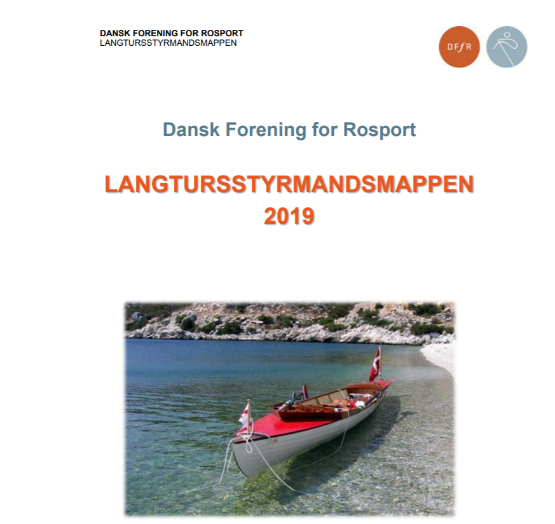 DANSK FORENING FOR ROSPORT
LANGTURSSTYRMANDSMAPPEN
DFfR
Dansk Forening for Rosport
LANGTURSSTYRMANDSMAPPEN
2019